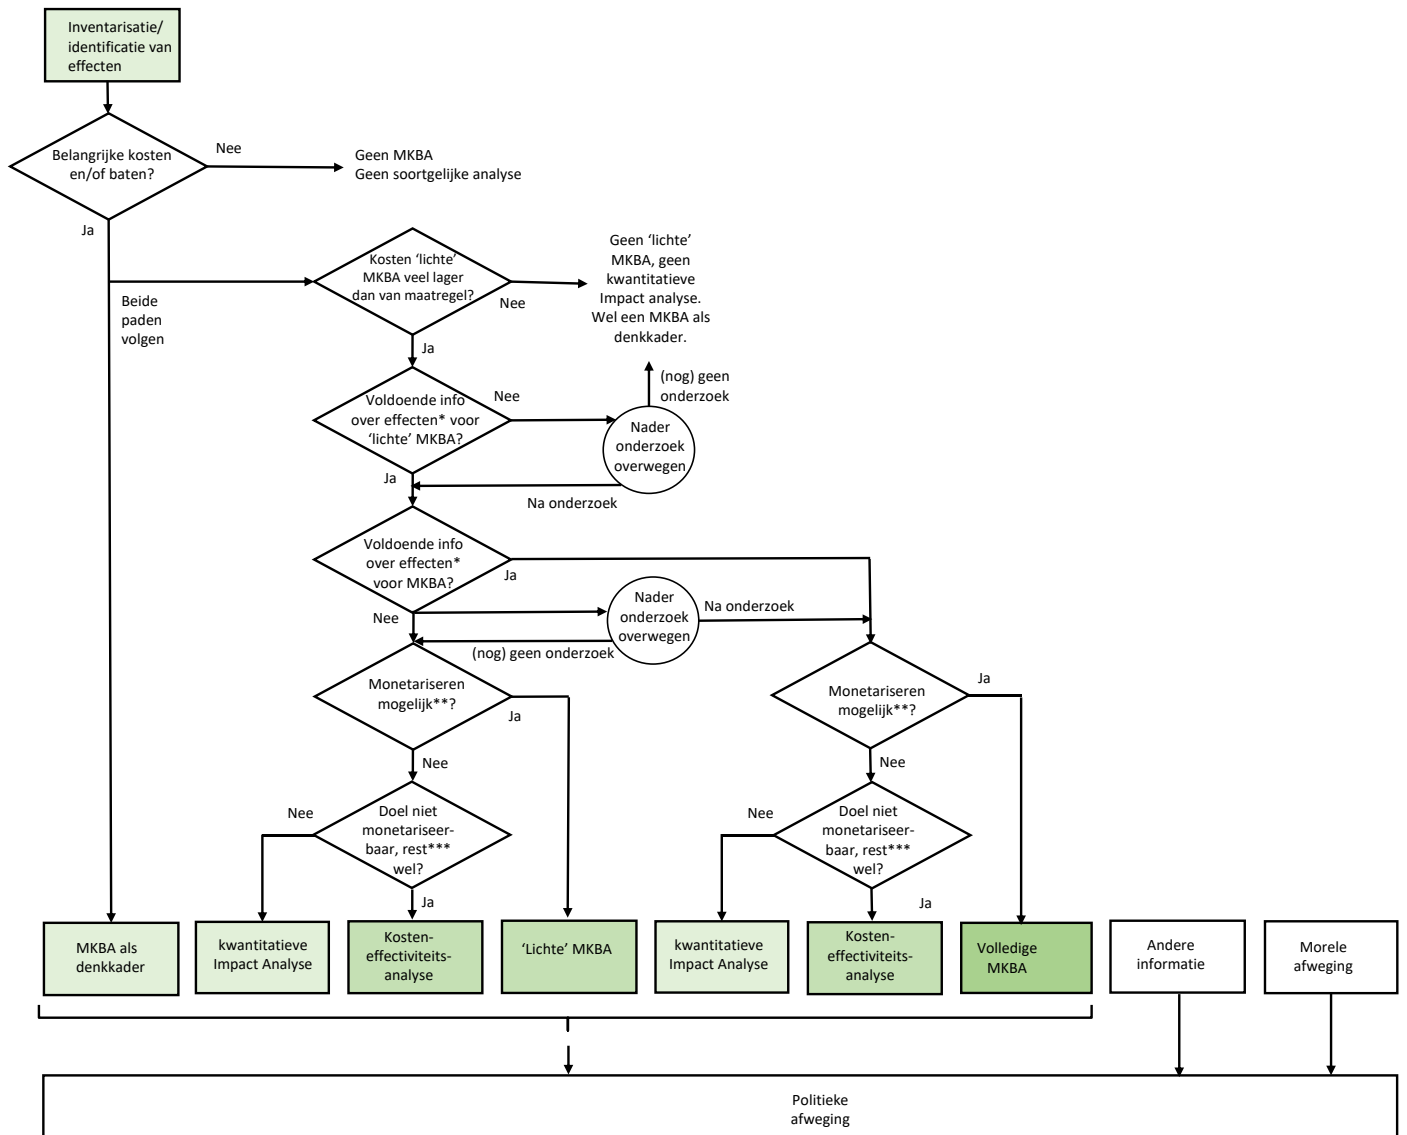 Inventarisatie/
identificatie van
effecten
Belangrijke kosten
en/of baten?
Nee
Geen MKBA
Geen soortgelijke analyse
Ja
Beide
paden
volgen
Kosten ‘lichte’
MKBA veel lager
dan van maatregel?
Nee
Geen ‘lichte’
MKBA, geen
kwantitatieve
Impact analyse.
Wel een MKBA als
denkkader.
Ja
Voldoende info
over effecten* voor
‘lichte’ MKBA?
Nee
(nog) geen
onderzoek
Nader
onderzoek
overwegen
Ja
Na onderzoek
Voldoende info
over effecten*
voor MKBA?
Ja
Nee
Nader
onderzoek
overwegen
Na onderzoek
(nog) geen onderzoek
Monetariseren
mogelijk**?
Ja
Nee
Monetariseren
mogelijk**?
Ja
Nee
Doel niet
monetariseer-
baar, rest***
wel?
Nee
Ja
Doel niet
monetariseer-
baar, rest***
wel?
Nee
Ja
MKBA als
denkkader
kwantitatieve
Impact Analyse
Kosten-
effectiviteits-
analyse
‘Lichte’ MKBA
kwantitatieve
Impact Analyse
Kosten-
effectiviteits-
analyse
Volledige
MKBA
Andere
informatie
Morele
afweging
Politieke
afweging